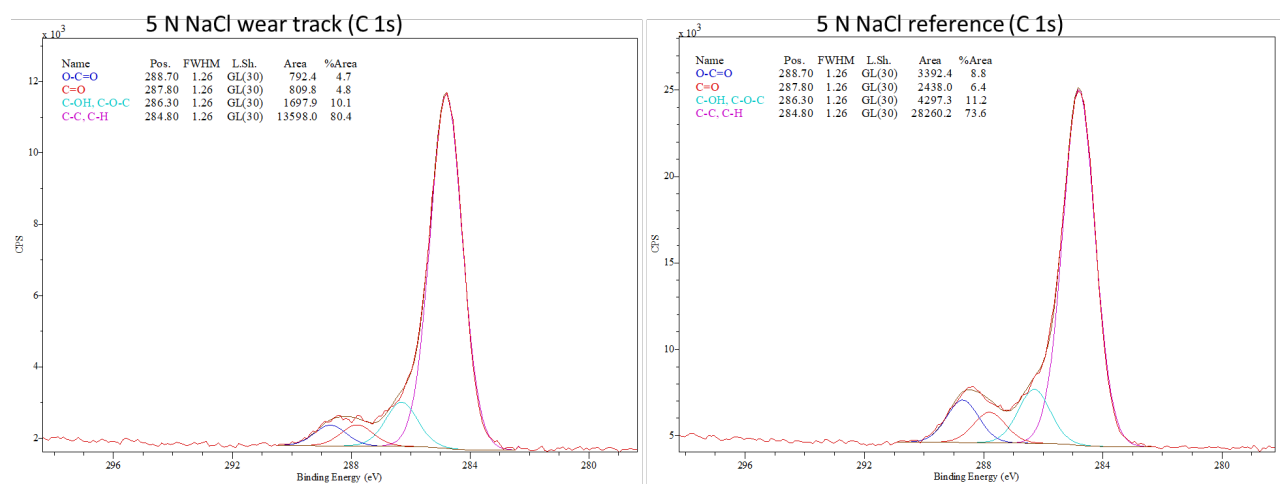 5 N NaCl wear track (C 1s)
x 10³
Name Pos. FWHM L.Sh. Area %Area
O-C=O 288.70 1.26 GL(30) 792.4 4.7
C=O 287.80 1.26 GL(30) 809.8 4.8
C-OH, C-O-C 286.30 1.26 GL(30) 1697.9 10.1
C-C, C-H 284.80 1.26 GL(30) 13598.0 80.4
12
10
8
6
4
2
CPS
296 292 288 284 280
Binding Energy (eV)
5 N NaCl reference (C 1s)
x 10³
Name Pos. FWHM L.Sh. Area %Area
O-C=O 288.70 1.26 GL(30) 3392.4 8.8
C=O 287.80 1.26 GL(30) 2438.0 6.4
C-OH, C-O-C 286.30 1.26 GL(30) 4297.3 11.2
C-C, C-H 284.80 1.26 GL(30) 28260.2 73.6
25
20
15
10
5
CPS
296 292 288 284 280
Binding Energy (eV)